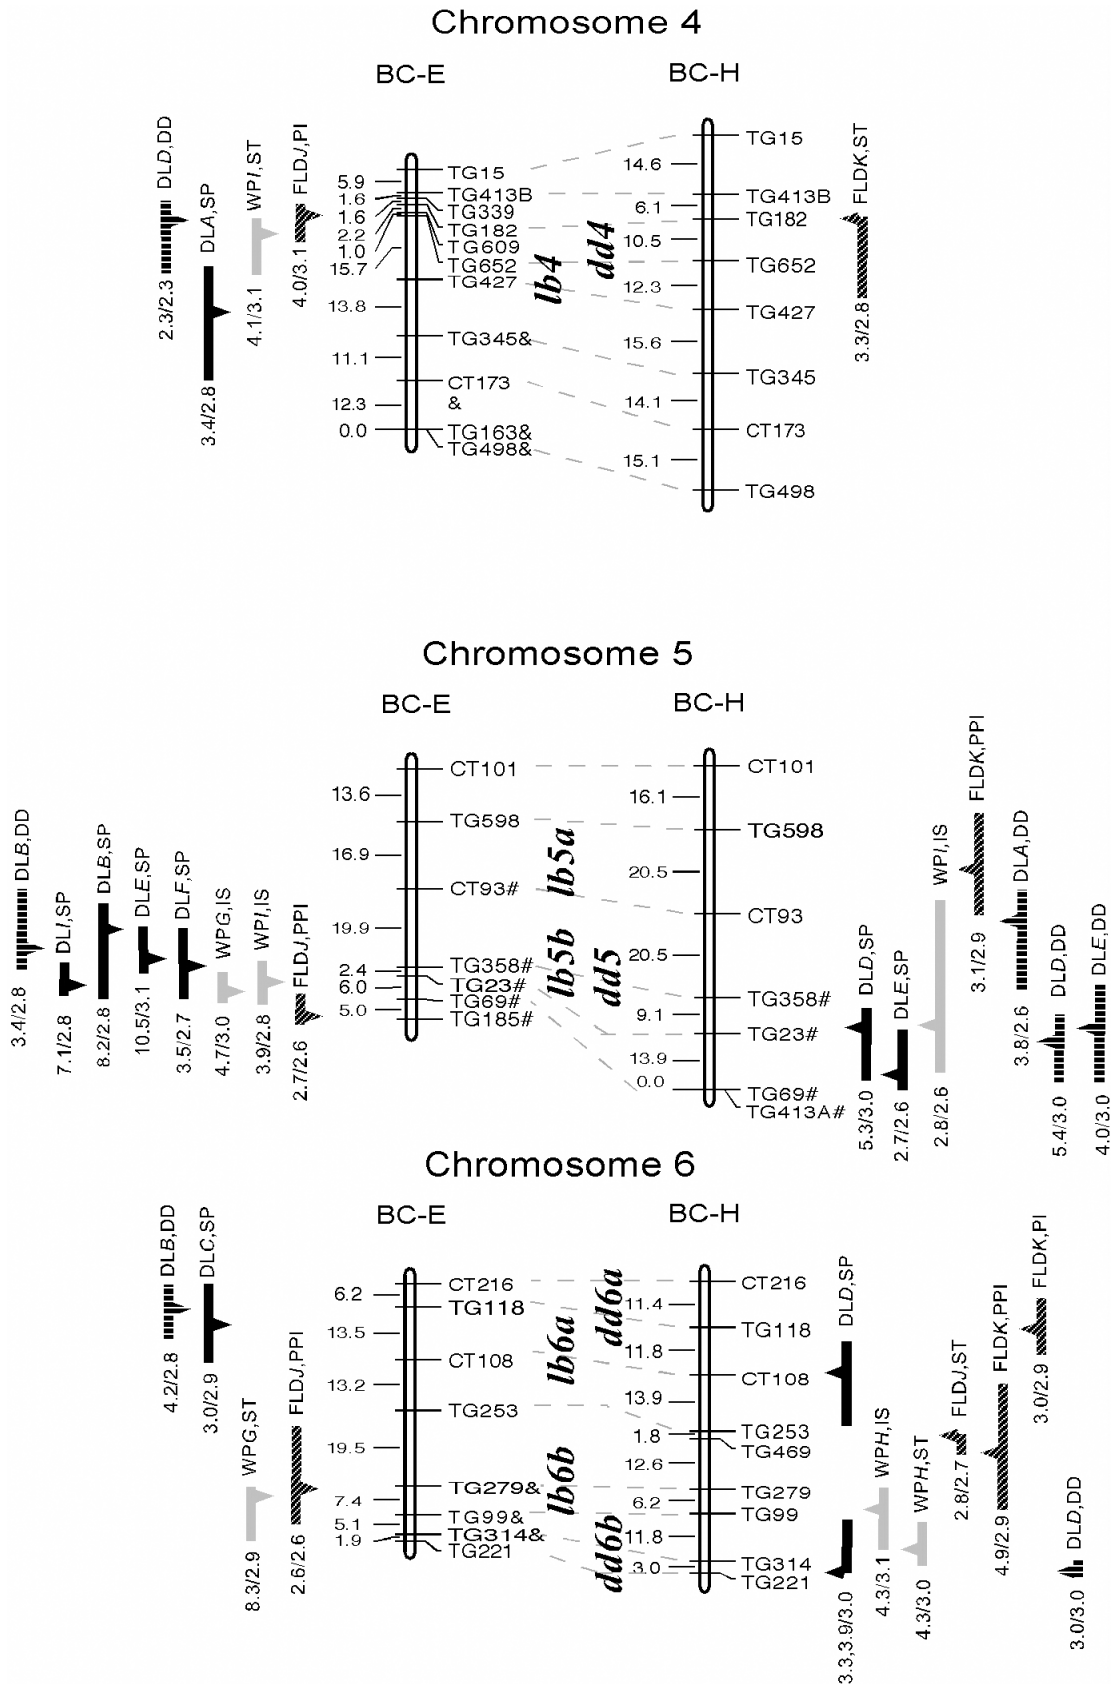 Chromosome 4
BC-E
BC-H
DLD,DD
2.3/2.3
DLA,SP
3.4/2.8
WPI,ST
4.1/3.1
FLDJ,PI
4.0/3.1
5.9
1.6
1.6
2.2
1.0
15.7
13.8
11.1
12.3
0.0
TG15
TG413B
TG339
TG182
TG609
TG652
TG427
TG345&
CT173
&
TG163&
TG498&
lb4
dd4
14.6
6.1
10.5
12.3
15.6
14.1
15.1
TG15
TG413B
TG182
TG652
TG427
TG345
CT173
TG498
FLDK,ST
3.3/2.8
Chromosome 5
BC-E
BC-H
DLB,DD
3.4/2.8
DLI,SP
7.1/2.8
DLB,SP
8.2/2.8
DLE,SP
10.5/3.1
DLF,SP
3.5/2.7
WPG,IS
4.7/3.0
WPI,IS
3.9/2.8
FLDJ,PPI
2.7/2.6
13.6
16.9
19.9
2.4
6.0
5.0
CT101
TG598
CT93#
TG358#
TG23#
TG69#
TG185#
lb5a
lb5b
dd5
16.1
20.5
20.5
9.1
13.9
0.0
CT101
TG598
CT93
TG358#
TG23#
TG69#
TG413A#
DLD,SP
5.3/3.0
DLE,SP
2.7/2.6
WPI,IS
2.8/2.6
FLDK,PPI
3.1/2.9
DLA,DD
3.8/2.6
DLD,DD
5.4/3.0
DLE,DD
4.0/3.0
Chromosome 6
BC-E
BC-H
DLB,DD
4.2/2.8
DLC,SP
3.0/2.9
WPG,ST
8.3/2.9
FLDJ,PPI
2.6/2.6
6.2
13.5
13.2
19.5
7.4
5.1
1.9
CT216
TG118
CT108
TG253
TG279&
TG99&
TG314&
TG221
lb6a
dd6a
lb6b
dd6b
11.4
11.8
13.9
1.8
12.6
6.2
11.8
3.0
CT216
TG118
CT108
TG253
TG469
TG279
TG99
TG314
TG221
DLD,SP
3.3,3.9/3.0
WPH,IS
4.3/3.1
WPH,ST
4.3/3.0
FLDJ,ST
2.8/2.7
FLDK,PPI
4.9/2.9
FLDK,PI
3.0/2.9
DLD,DD
3.0/3.0